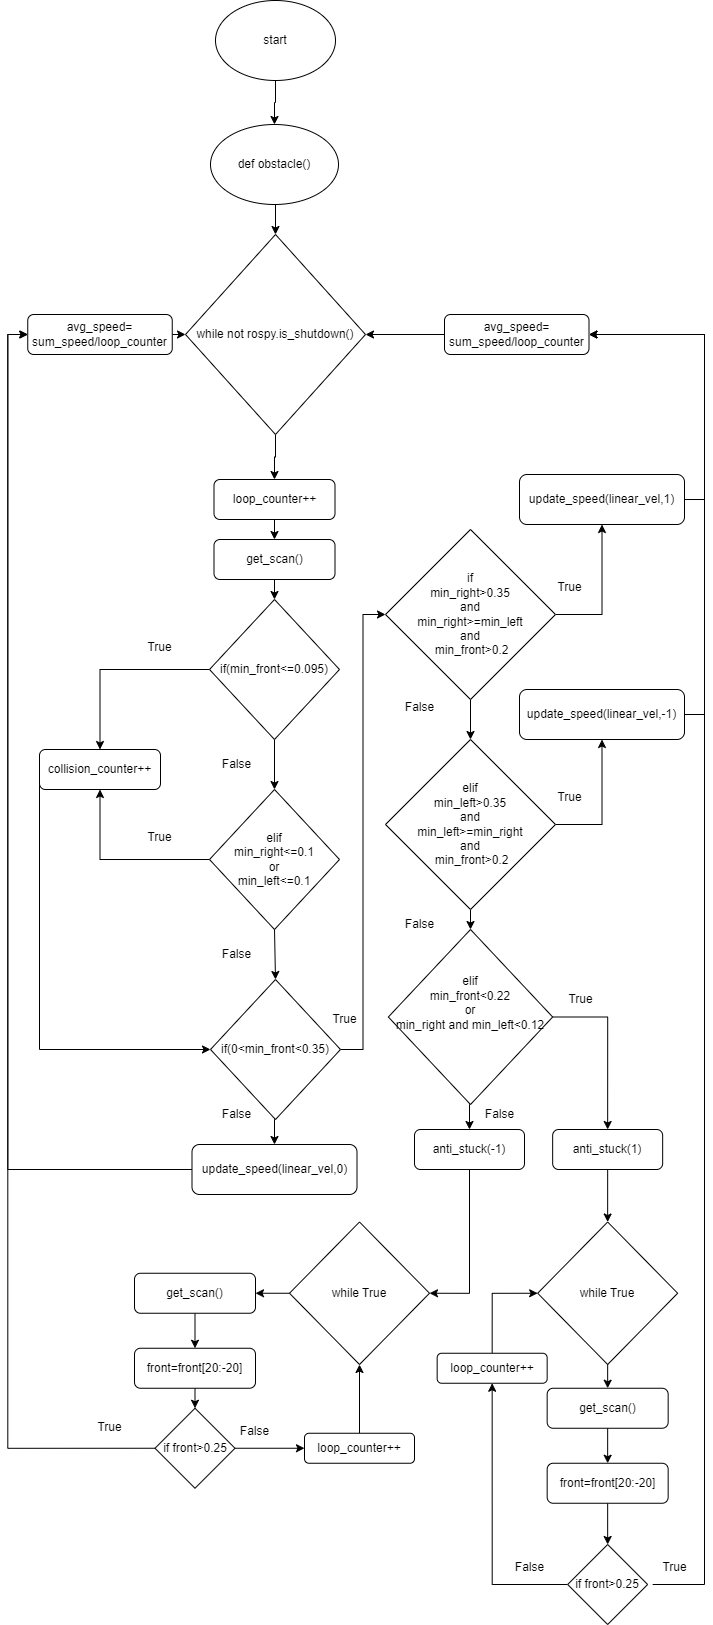 start
def obstacle()
while not rospy.is_shutdown()
avg_speed=
sum_speed/loop_counter
avg_speed=
sum_speed/loop_counter
loop_counter++
get_scan()
if(min_front<=0.095)
True
False
collision_counter++
elif
min_right<=0.1
or
min_left<=0.1
True
False
if(0<min_front<0.35)
True
False
update_speed(linear_vel,0)
if
min_right>0.35
and
min_right>=min_left
and
min_front>0.2
True
update_speed(linear_vel,1)
False
elif
min_left>0.35
and
min_left>=min_right
and
min_front>0.2
True
update_speed(linear_vel,-1)
False
elif
min_front<0.22
or
min_right and min_left<0.12
True
False
anti_stuck(-1)
anti_stuck(1)
while True
get_scan()
front=front[20:-20]
if front>0.25
True
False
loop_counter++
while True
loop_counter++
get_scan()
front=front[20:-20]
if front>0.25
False
True